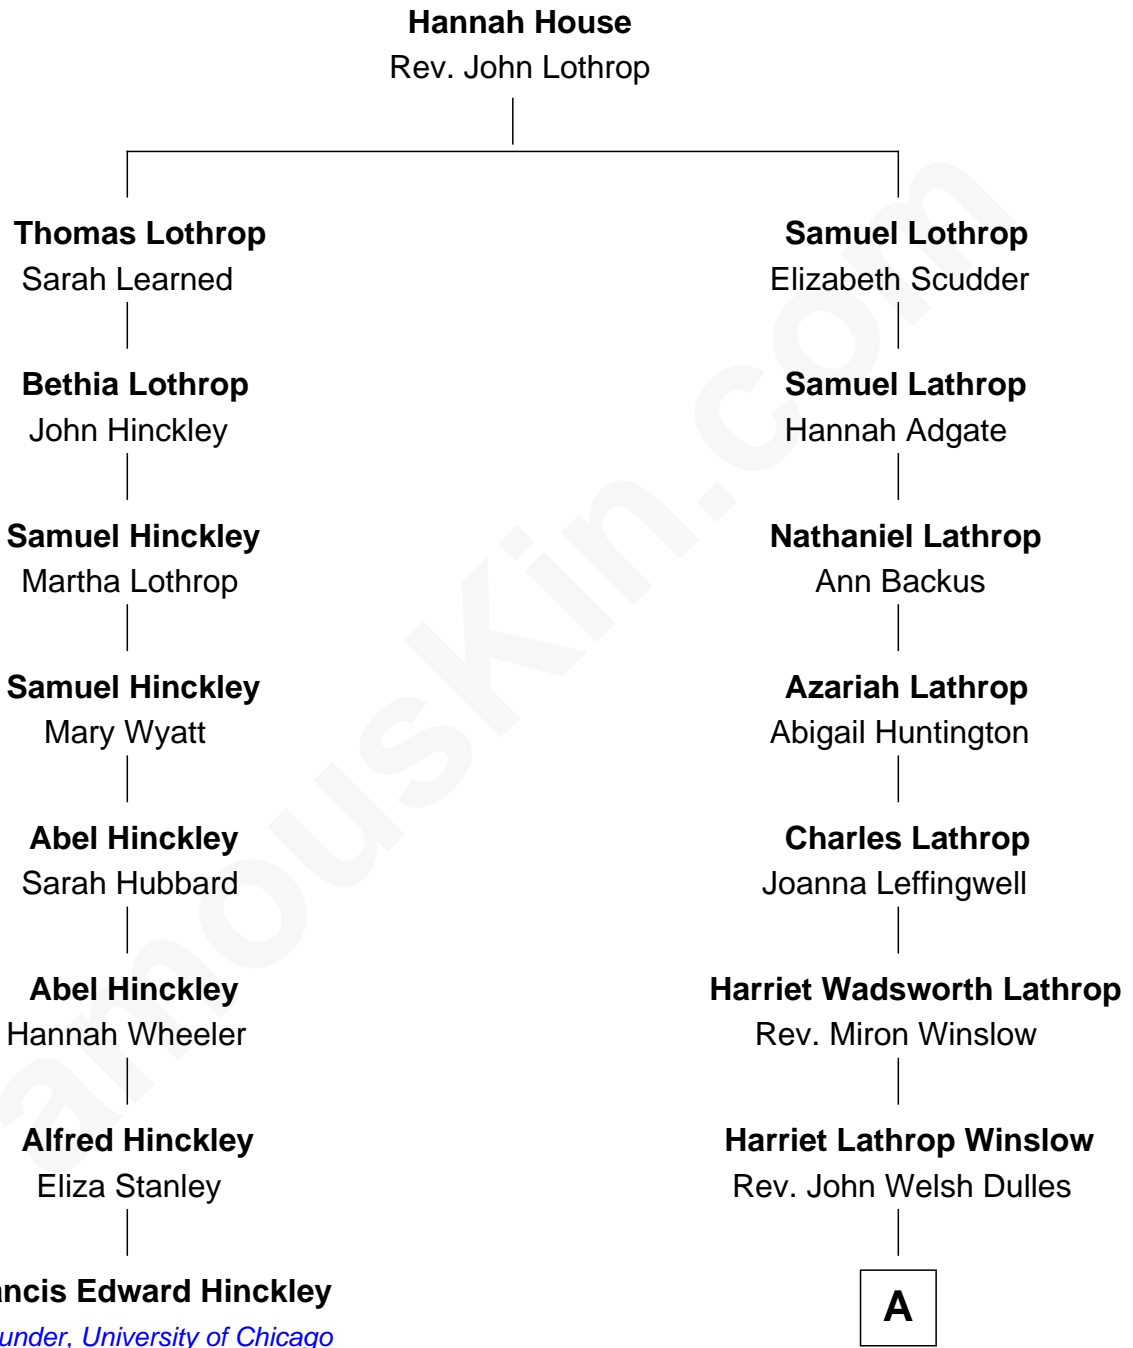 Hannah House
Rev. John Lothrop
Thomas Lothrop
Sarah Learned
Bethia Lothrop
John Hinckley
Samuel Hinckley
Martha Lothrop
Samuel Hinckley
Mary Wyatt
Abel Hinckley
Sarah Hubbard
Abel Hinckley
Hannah Wheeler
Alfred Hinckley
Eliza Stanley
ancis Edward Hinckley
under, University of Chicago
Samuel Lothrop
Elizabeth Scudder
Samuel Lathrop
Hannah Adgate
Nathaniel Lathrop
Ann Backus
Azariah Lathrop
Abigail Huntington
Charles Lathrop
Joanna Leffingwell
Harriet Wadsworth Lathrop
Rev. Miron Winslow
Harriet Lathrop Winslow
Rev. John Welsh Dulles
A
amousKin.com